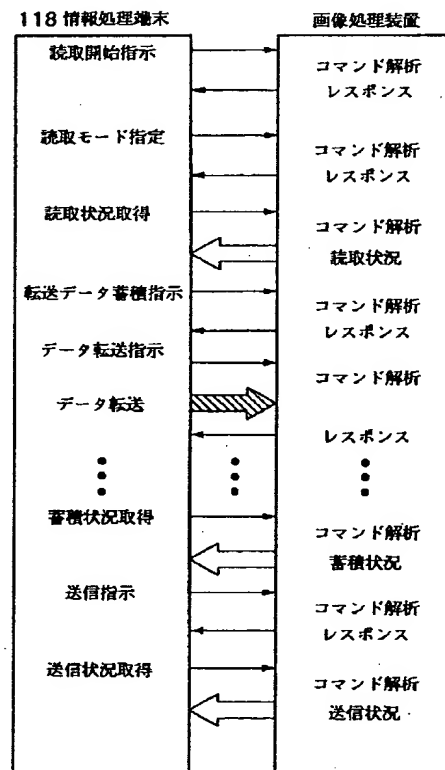 118 情報処理端末
画像処理装置
読取開始指示
コマンド解析
レスポンス
読取モード指定
コマンド解析
レスポンス
読取状況取得
コマンド解析
読取状況
転送データ蓄積指示
コマンド解析
レスポンス
データ転送指示
コマンド解析
データ転送
レスポンス
蓄積状況取得
コマンド解析
蓄積状況
送信指示
コマンド解析
レスポンス
送信状況取得
コマンド解析
送信状況